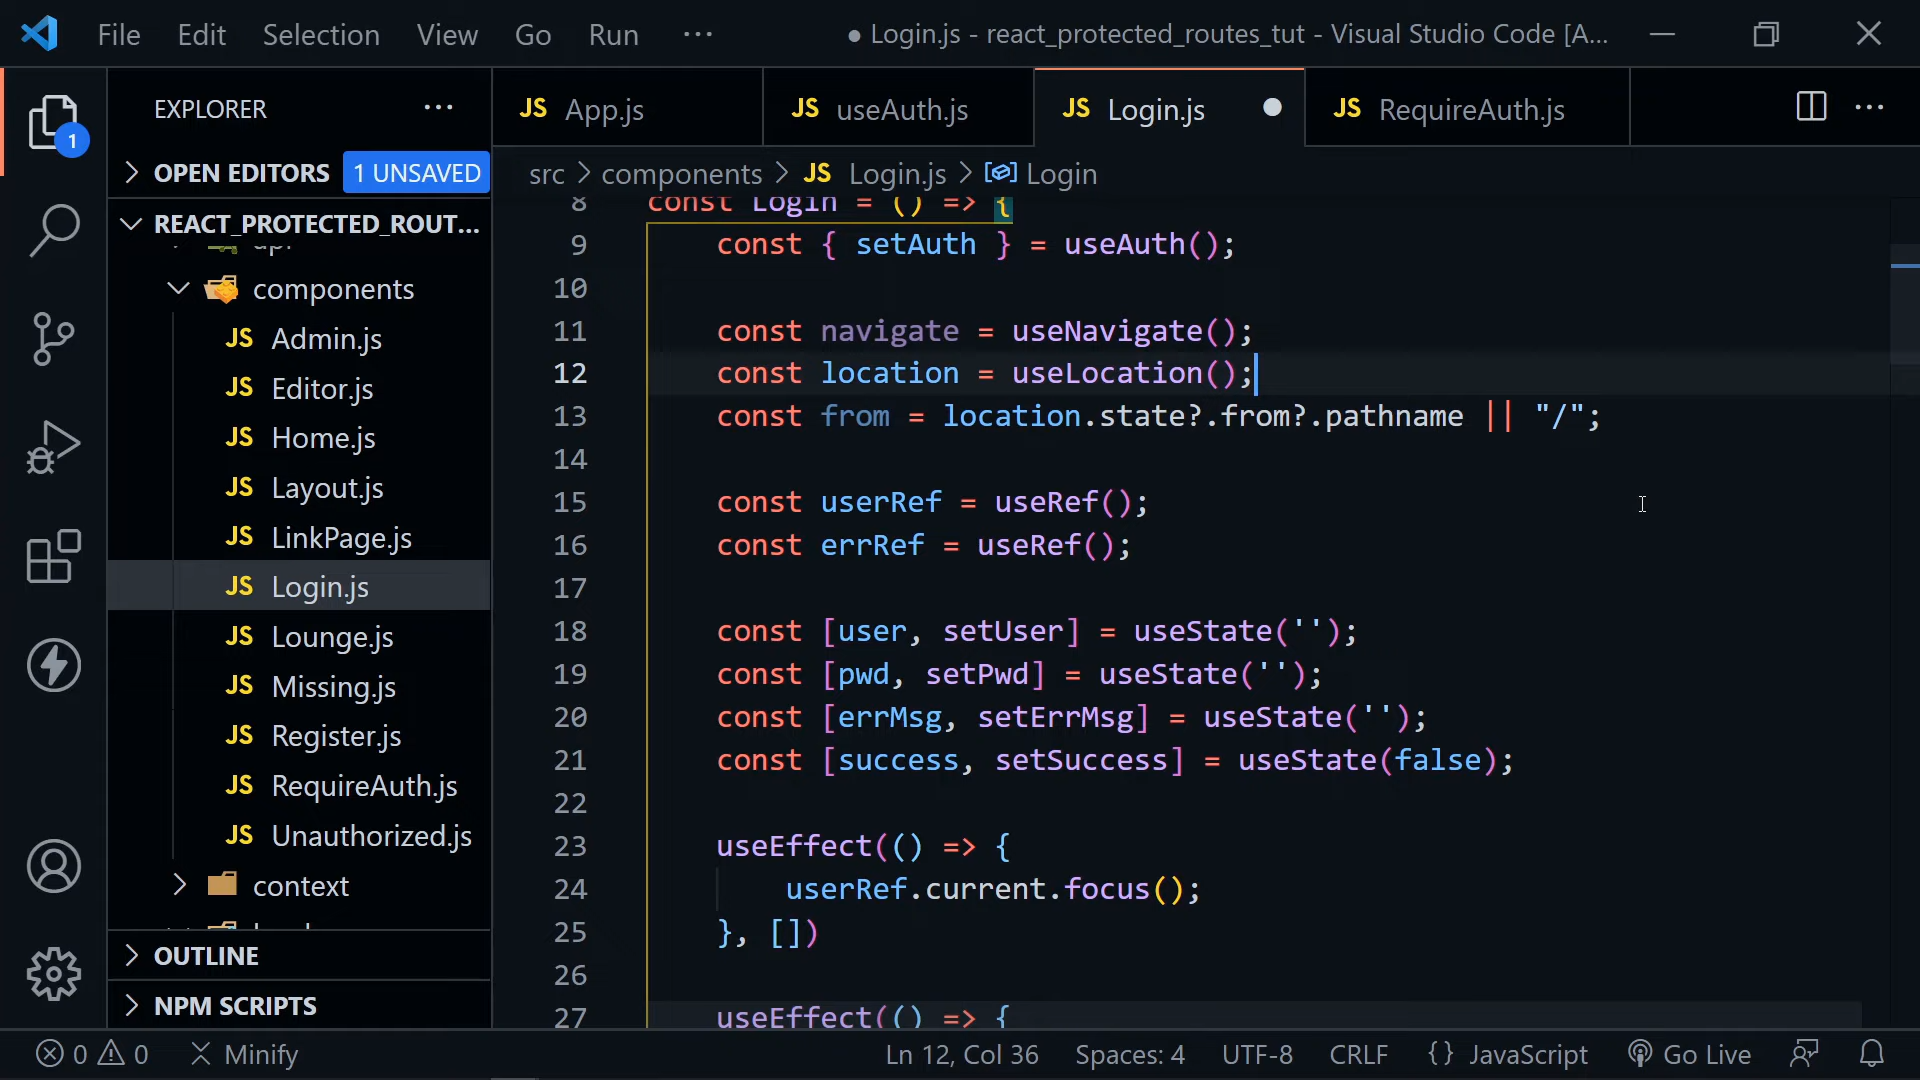 File Edit Selection View Go Run ···
● Login.js - react_protected_routes_tut - Visual Studio Code [A...
EXPLORER ···
1
OPEN EDITORS 1 UNSAVED
REACT_PROTECTED_ROUT...
api
components
JS Admin.js
JS Editor.js
JS Home.js
JS Layout.js
JS LinkPage.js
JS Login.js
JS Lounge.js
JS Missing.js
JS Register.js
JS RequireAuth.js
JS Unauthorized.js
context
OUTLINE
NPM SCRIPTS
JS App.js
JS useAuth.js
JS Login.js ●
JS RequireAuth.js
···
src > components > JS Login.js > Login
8 const Login = () => {
9 const { setAuth } = useAuth();
10
11 const navigate = useNavigate();
12 const location = useLocation();
13 const from = location.state?.from?.pathname || "/";
14
15 const userRef = useRef();
16 const errRef = useRef();
17
18 const [user, setUser] = useState('');
19 const [pwd, setPwd] = useState('');
20 const [errMsg, setErrMsg] = useState('');
21 const [success, setSuccess] = useState(false);
22
23 useEffect(() => {
24 userRef.current.focus();
25 }, [])
26
27 useEffect(() => {
0 0 Minify
Ln 12, Col 36 Spaces: 4 UTF-8 CRLF {} JavaScript Go Live